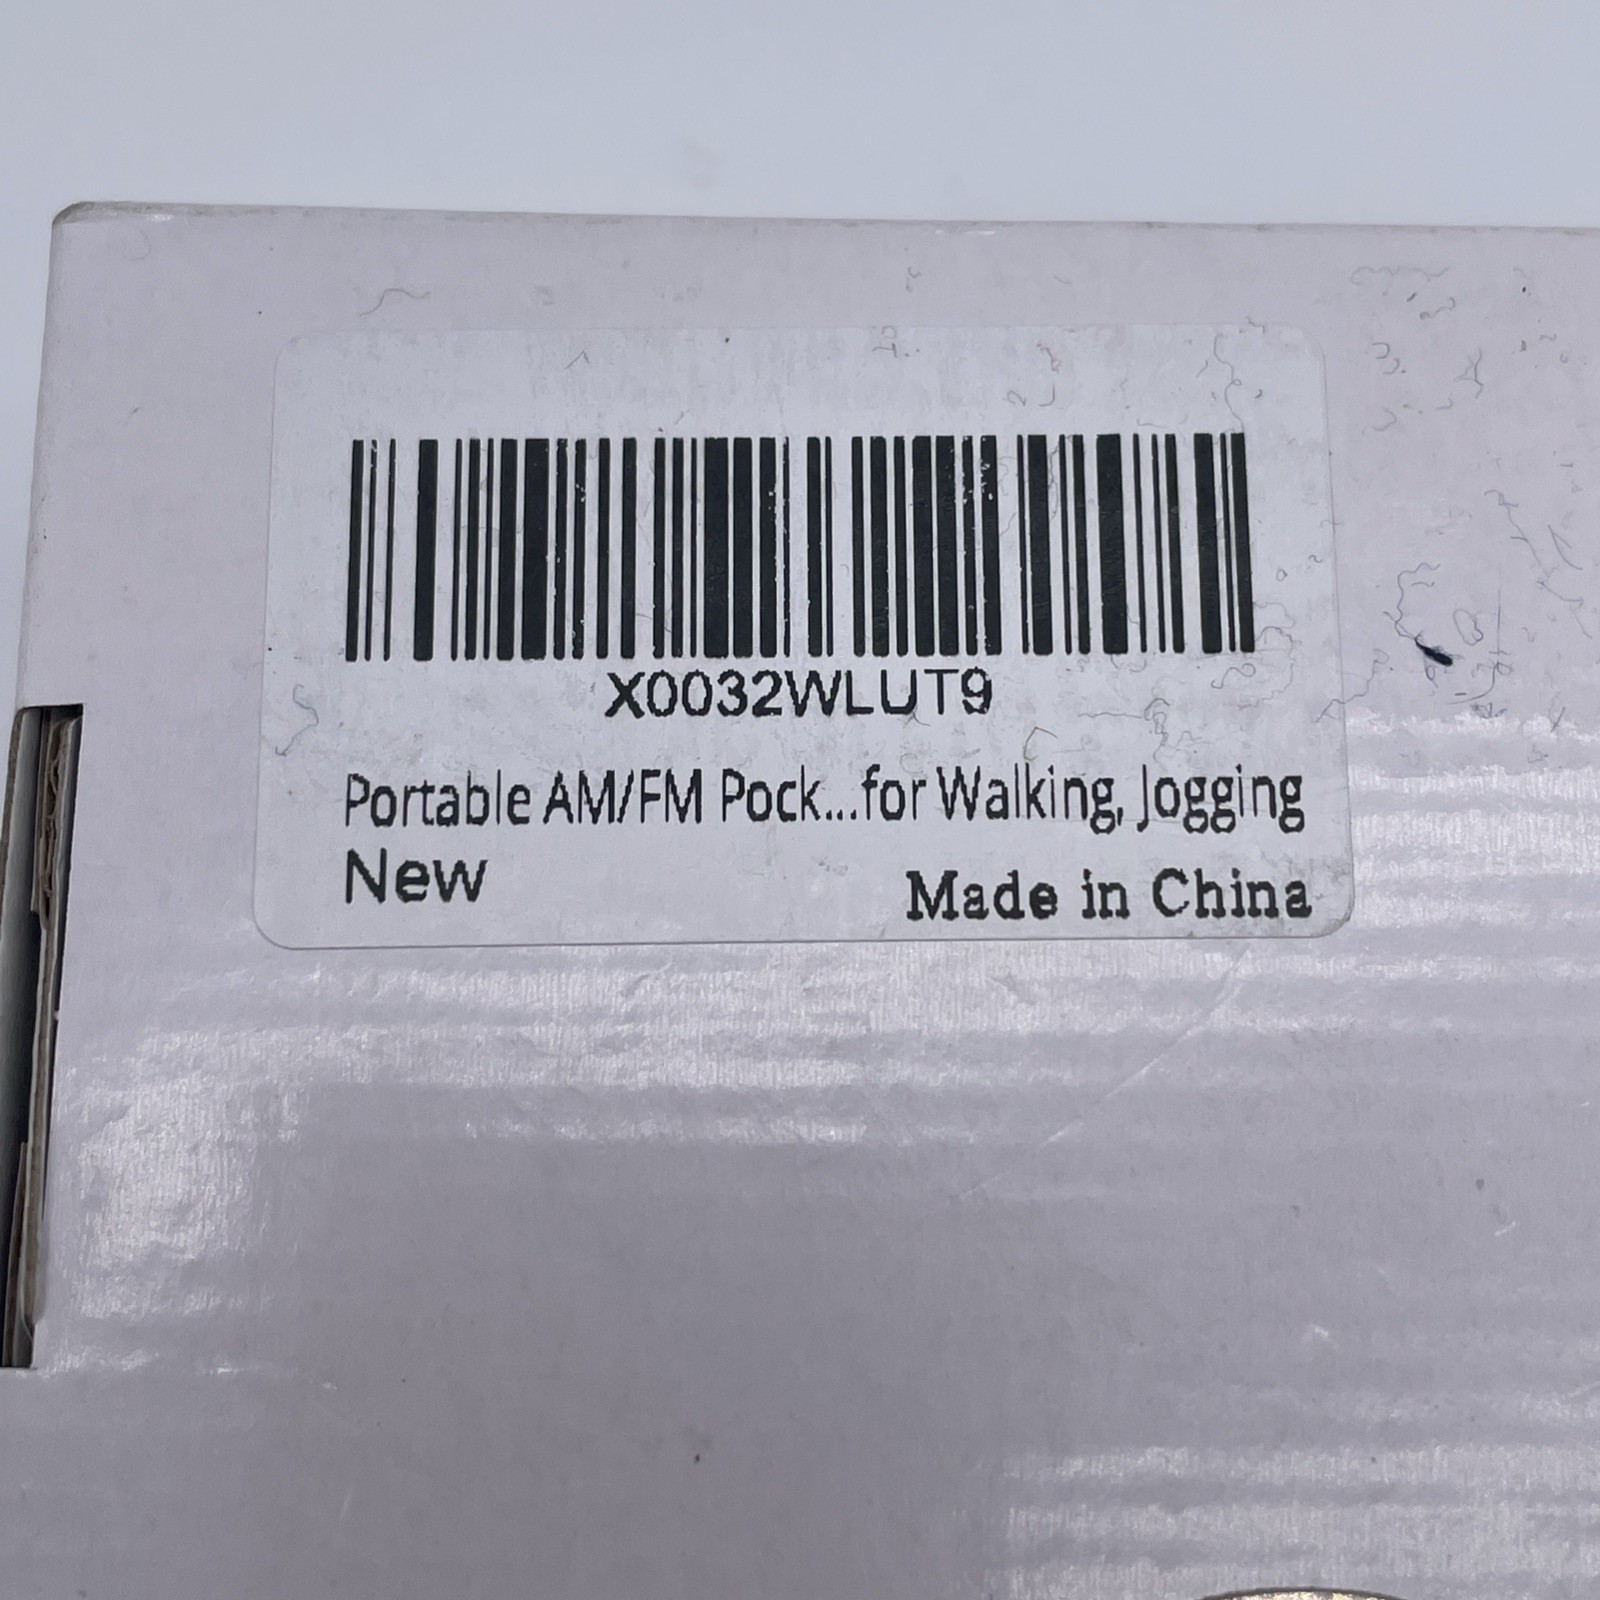 X0032WLUT9
Portable AM/FM Pock...for Walking, Jogging
New
Made in China